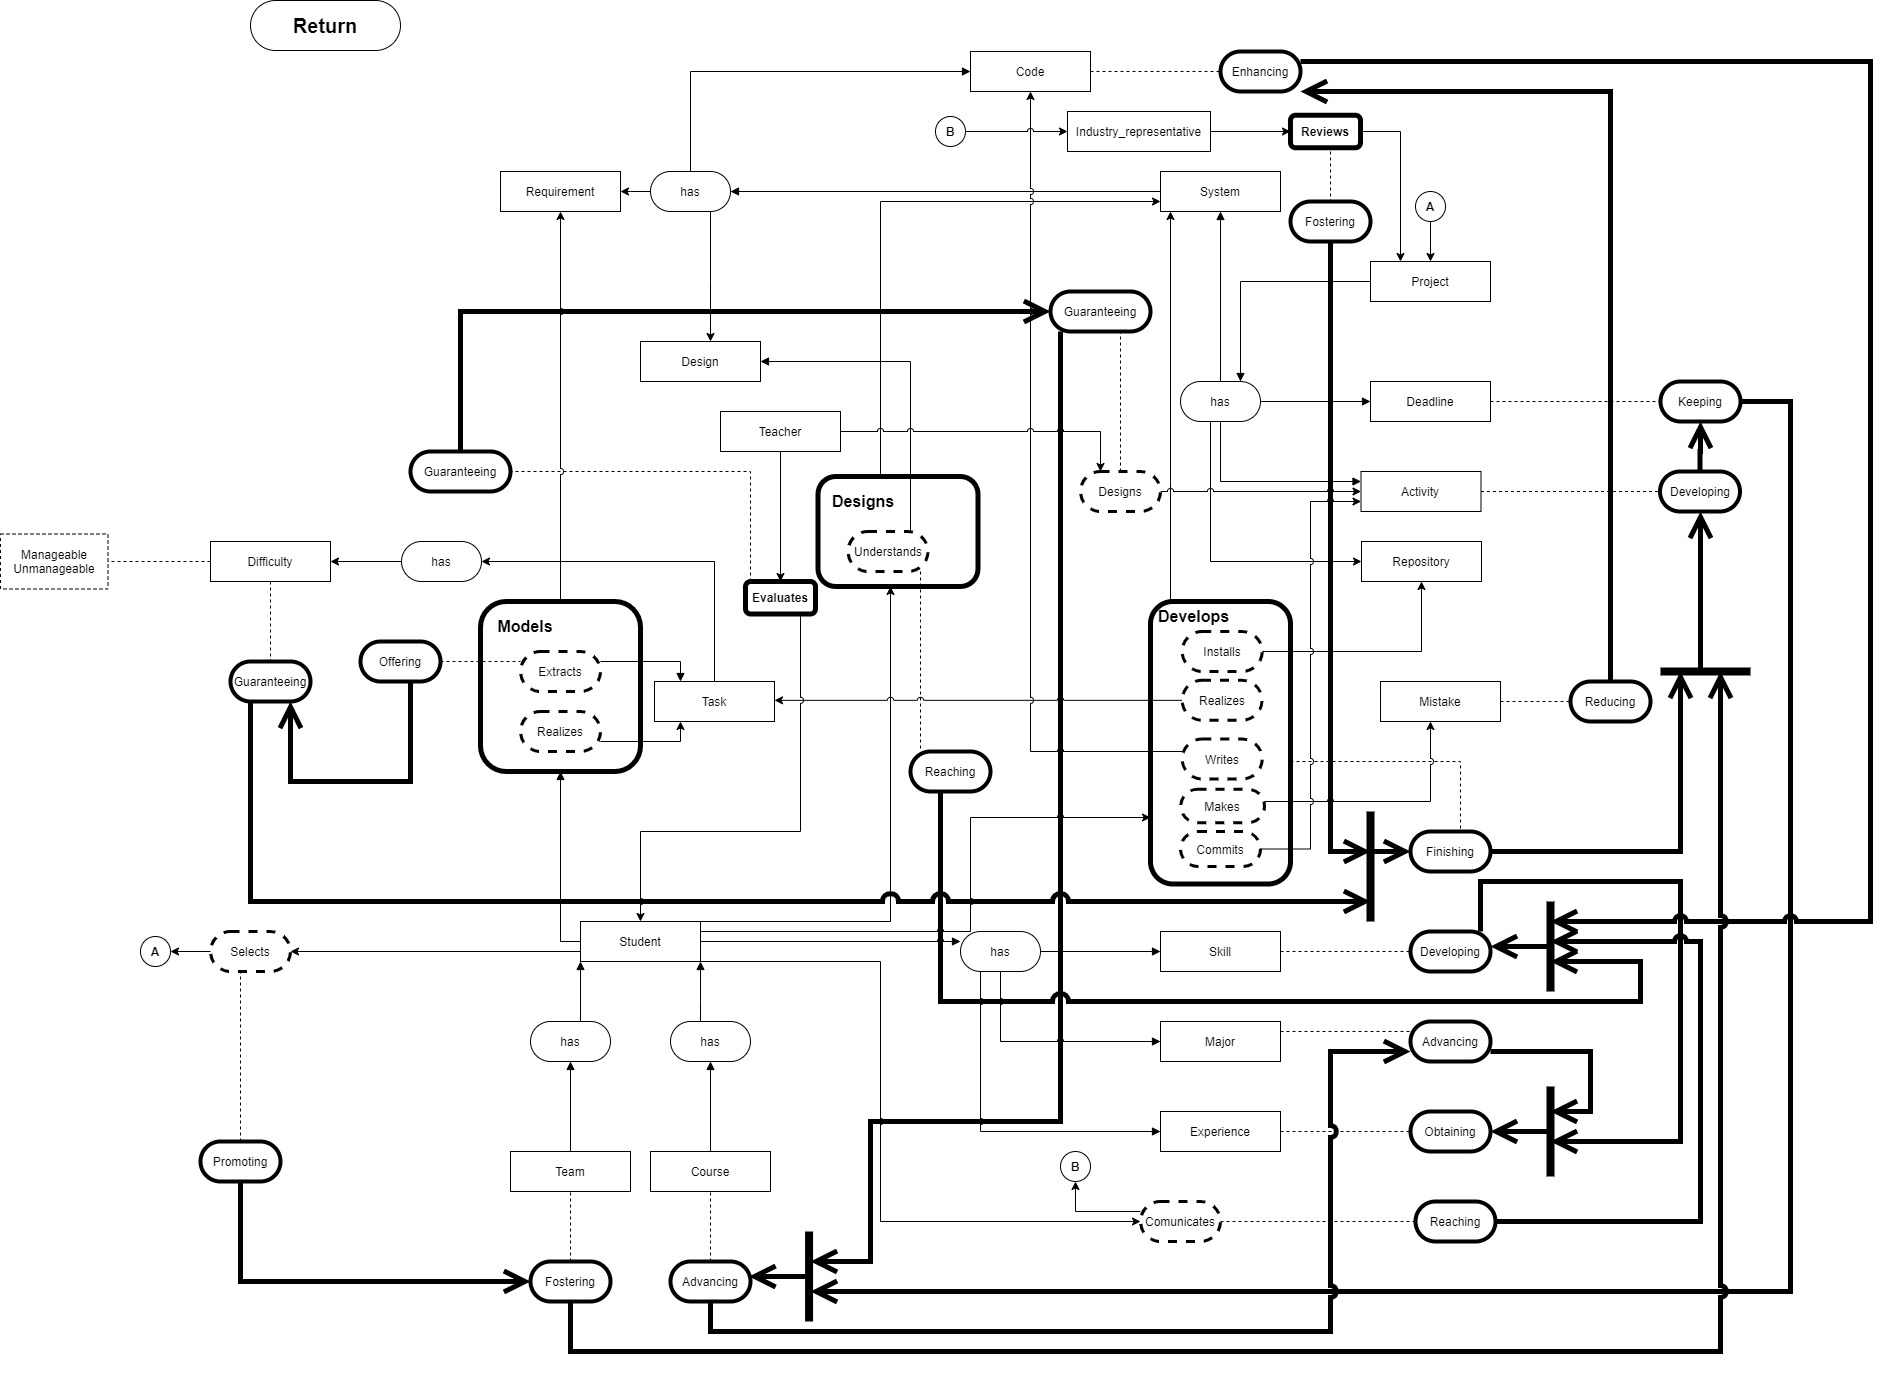 Return
Code
Enhancing
B
Industry_representative
Reviews
Requirement
has
System
Fostering
A
Project
Guaranteeing
Design
has
Deadline
Keeping
Teacher
Guaranteeing
Designs
Designs
Activity
Developing
Understands
Manageable
Unmanageable
Difficulty
has
Repository
Evaluates
Models
Develops
Installs
Offering
Extracts
Guaranteeing
Task
Realizes
Mistake
Reducing
Realizes
Writes
Reaching
Makes
Commits
Finishing
Student
A
Selects
has
Skill
Developing
has
has
Major
Advancing
Experience
Obtaining
Promoting
Team
Course
B
Comunicates
Reaching
Fostering
Advancing